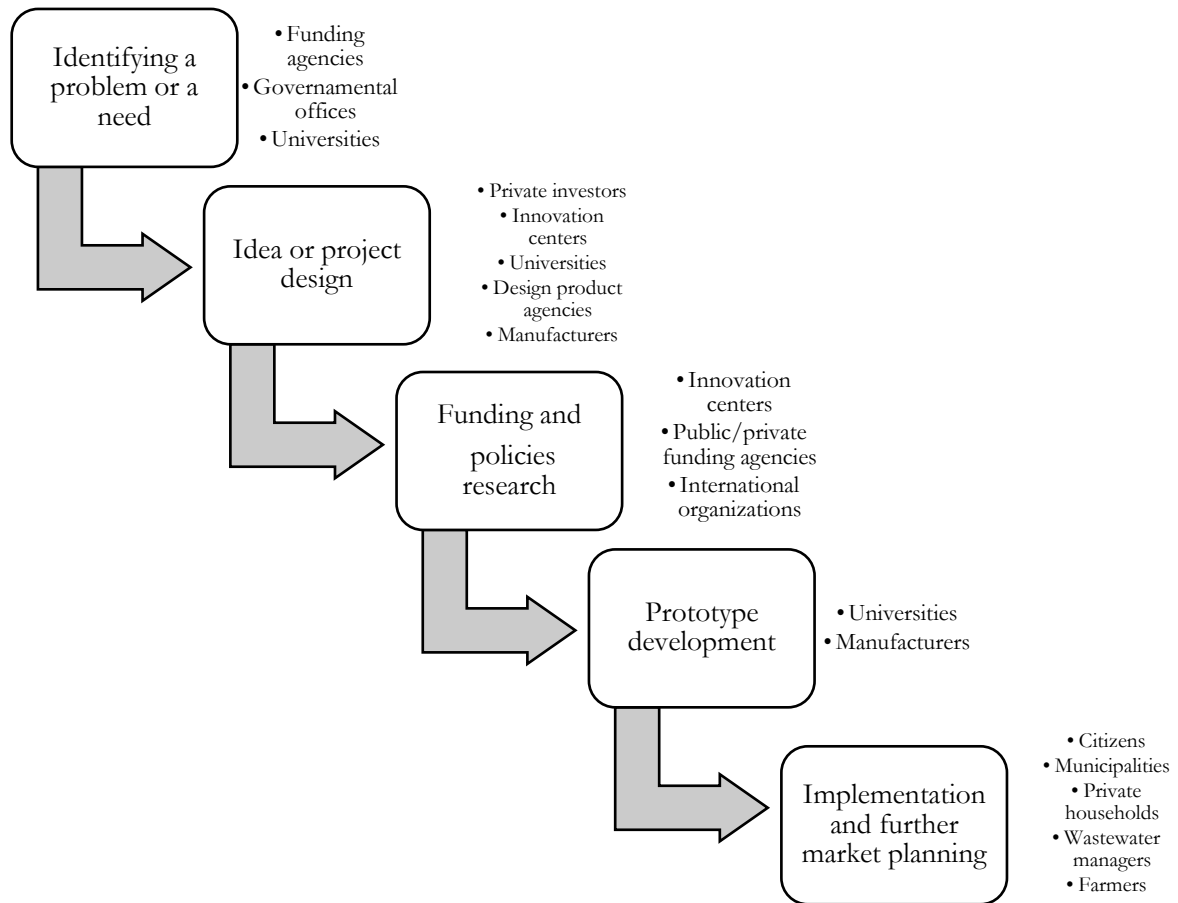 Identifying a
problem or a
need
• Funding
agencies
• Governamental
offices
• Universities
Idea or project
design
• Private investors
• Innovation
centers
• Universities
• Design product
agencies
• Manufacturers
Funding and
policies
research
• Innovation
centers
• Public/private
funding agencies
• International
organizations
Prototype
development
• Universities
• Manufacturers
Implementation
and further
market planning
• Citizens
• Municipalities
• Private
households
• Wastewater
managers
• Farmers